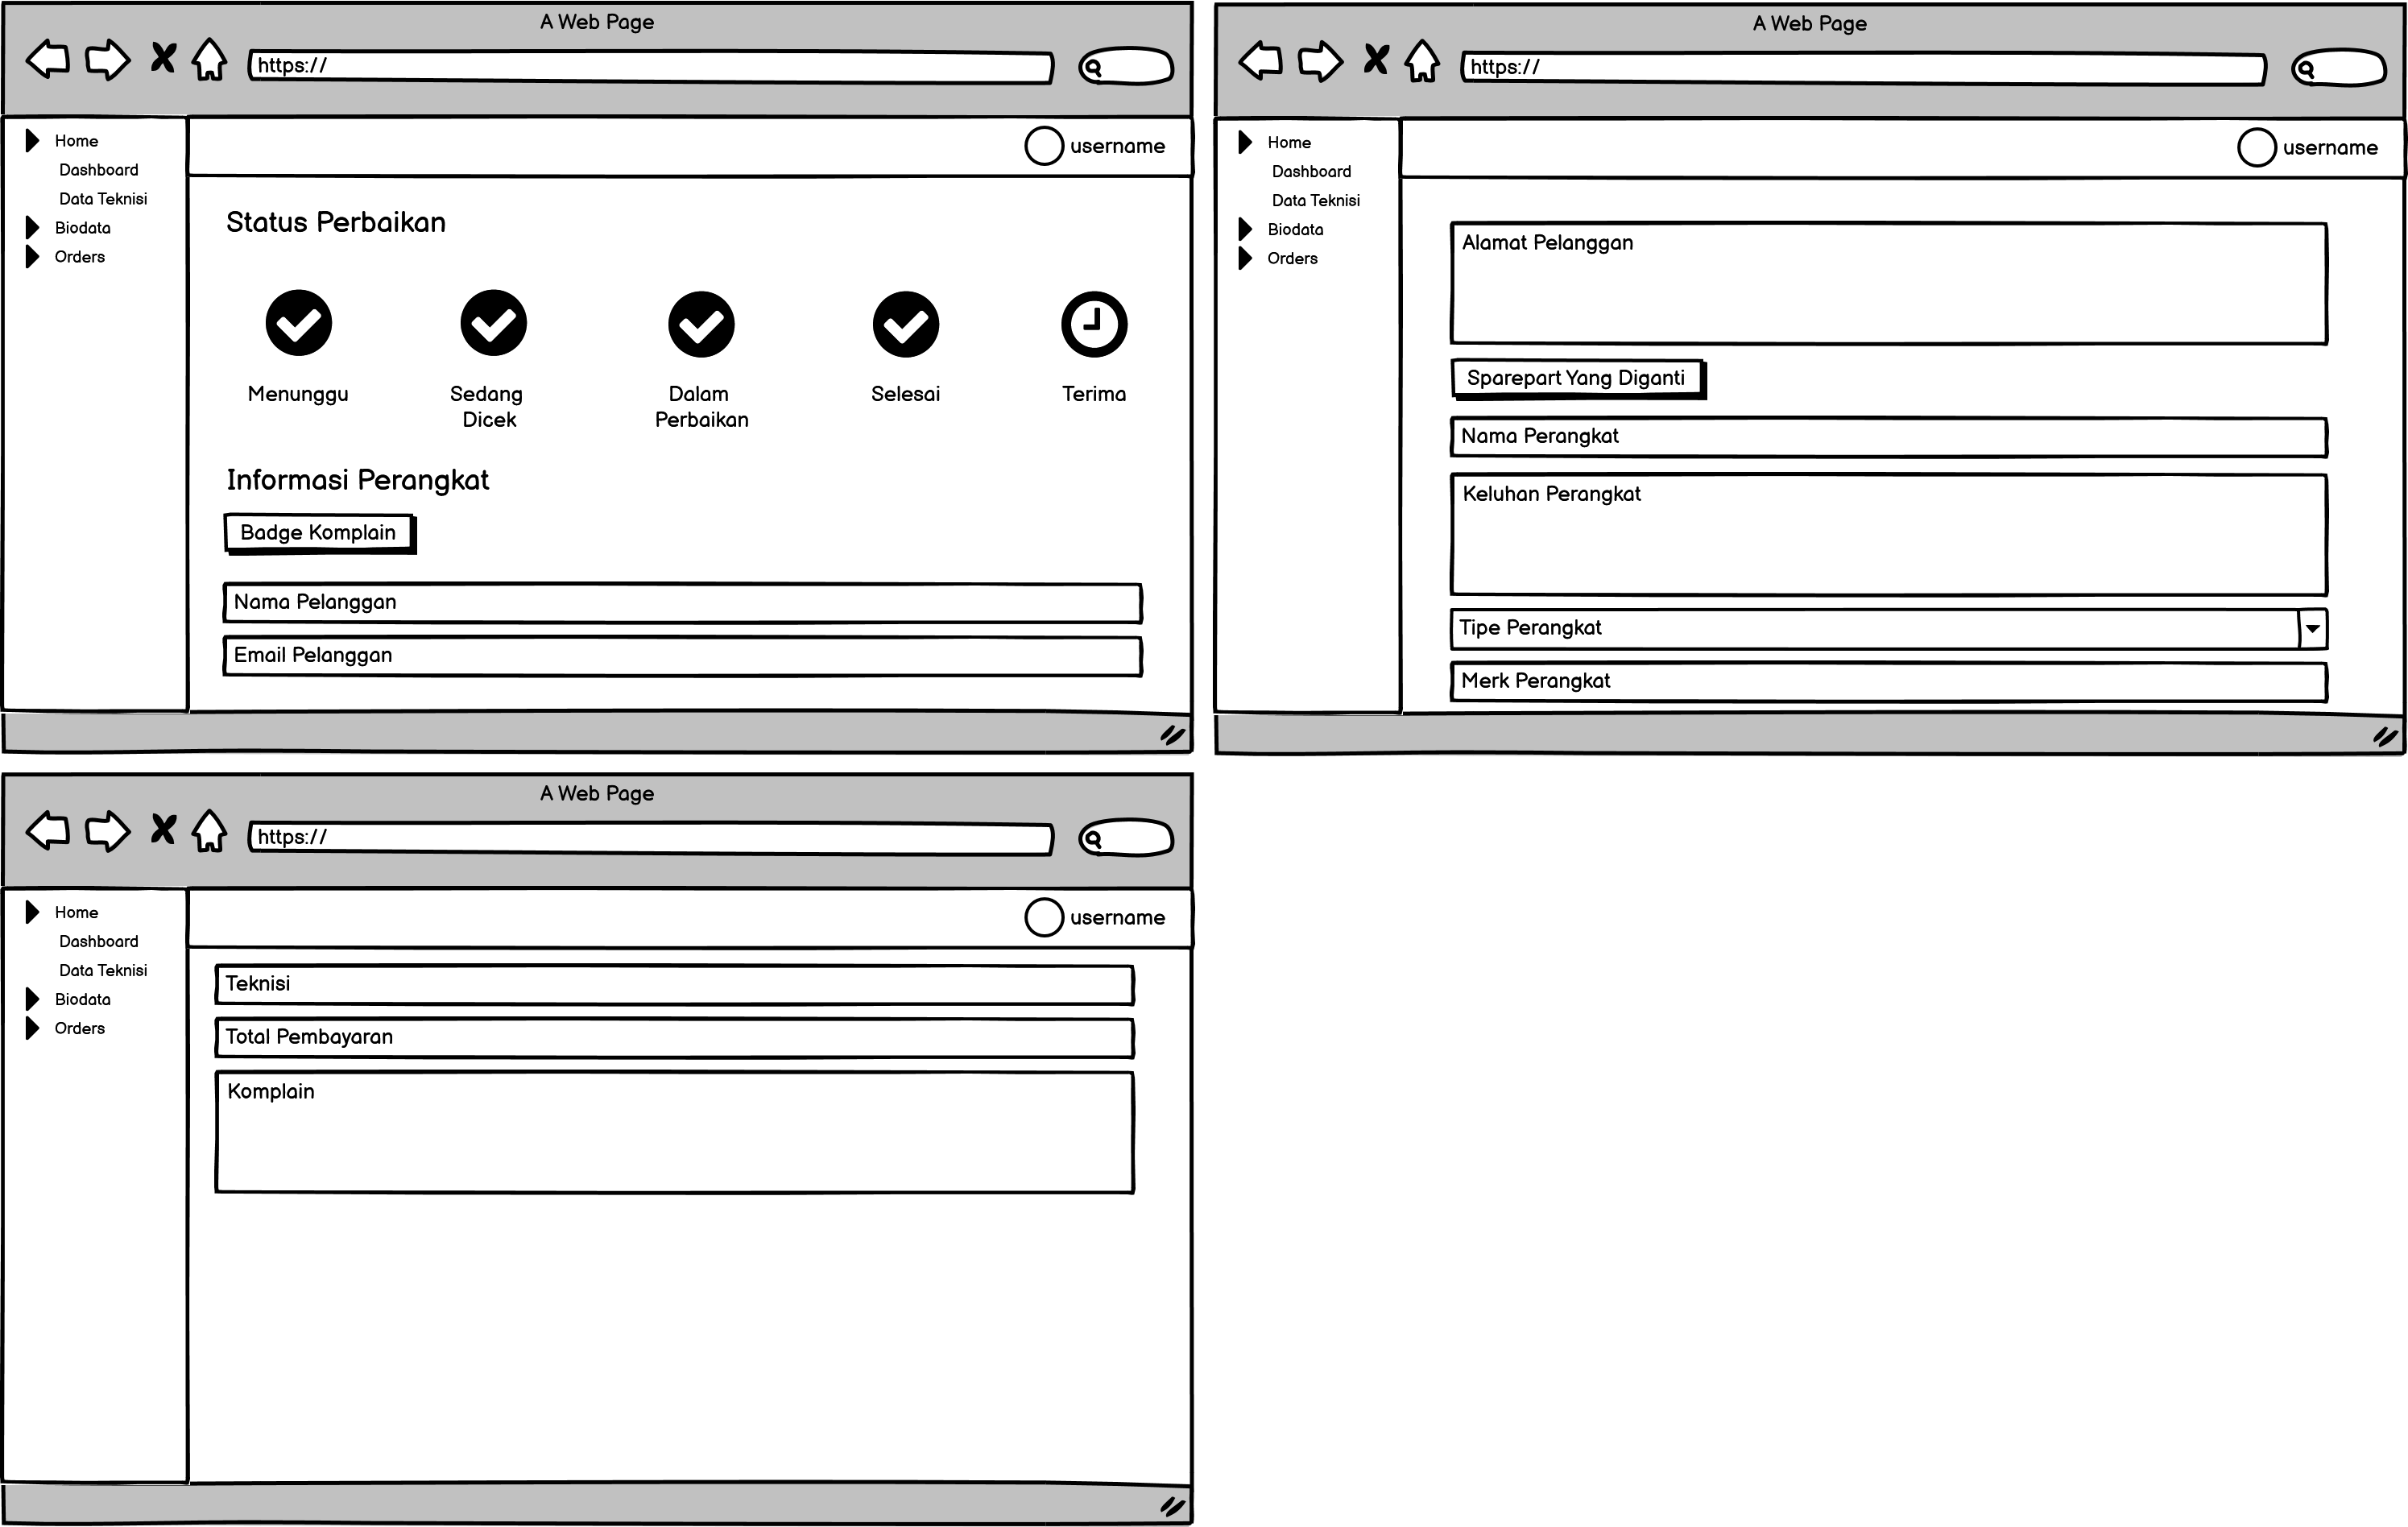 A Web Page
https://
Home
Dashboard
Data Teknisi
Biodata
Orders
username
Status Perbaikan
Menunggu
Sedang
Dicek
Dalam
Perbaikan
Selesai
Terima
Informasi Perangkat
Badge Komplain
Nama Pelanggan
Email Pelanggan
A Web Page
https://
Home
Dashboard
Data Teknisi
Biodata
Orders
username
Alamat Pelanggan
Sparepart Yang Diganti
Nama Perangkat
Keluhan Perangkat
Tipe Perangkat
Merk Perangkat
A Web Page
https://
Home
Dashboard
Data Teknisi
Biodata
Orders
username
Teknisi
Total Pembayaran
Komplain